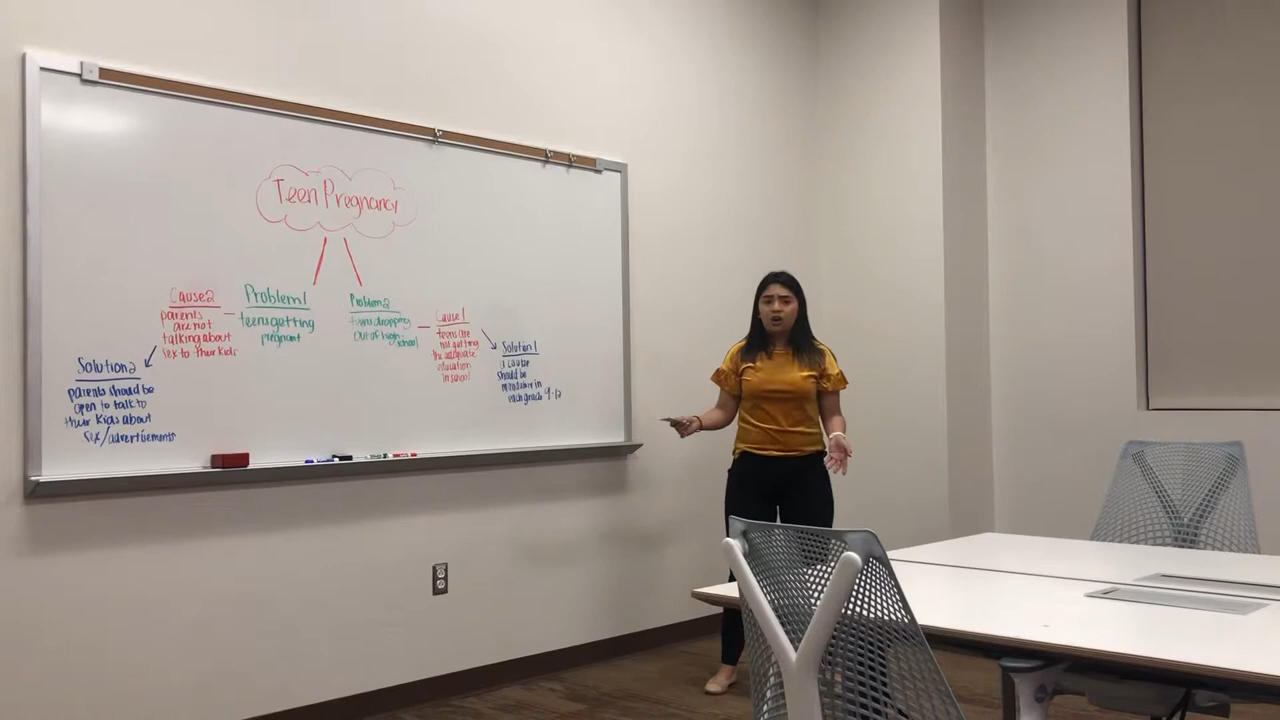 Teen Pregnancy
Cause2
parents
are not
talking about
sex to their kids
Problem1
teens getting
pregnant
Problem2
teens dropping
out of high-
school
Cause1
teens are
not getting
the adequate
education
in school
Solution2
parents should be
open to talk to
their kids about
sex/advertisements
Solution1
a course
should be
mandatory in
each grade 9-12